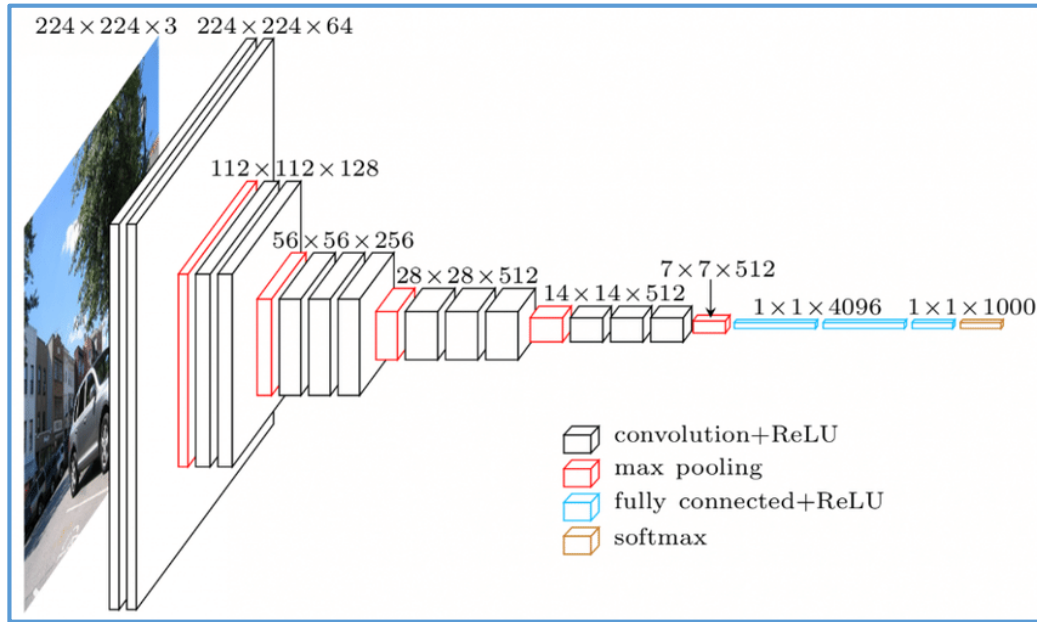 224×224×3
224×224×64
112×112×128
56×56×256
28×28×512
14×14×512
7×7×512
1×1×4096
1×1×1000
convolution+ReLU
max pooling
fully connected+ReLU
softmax